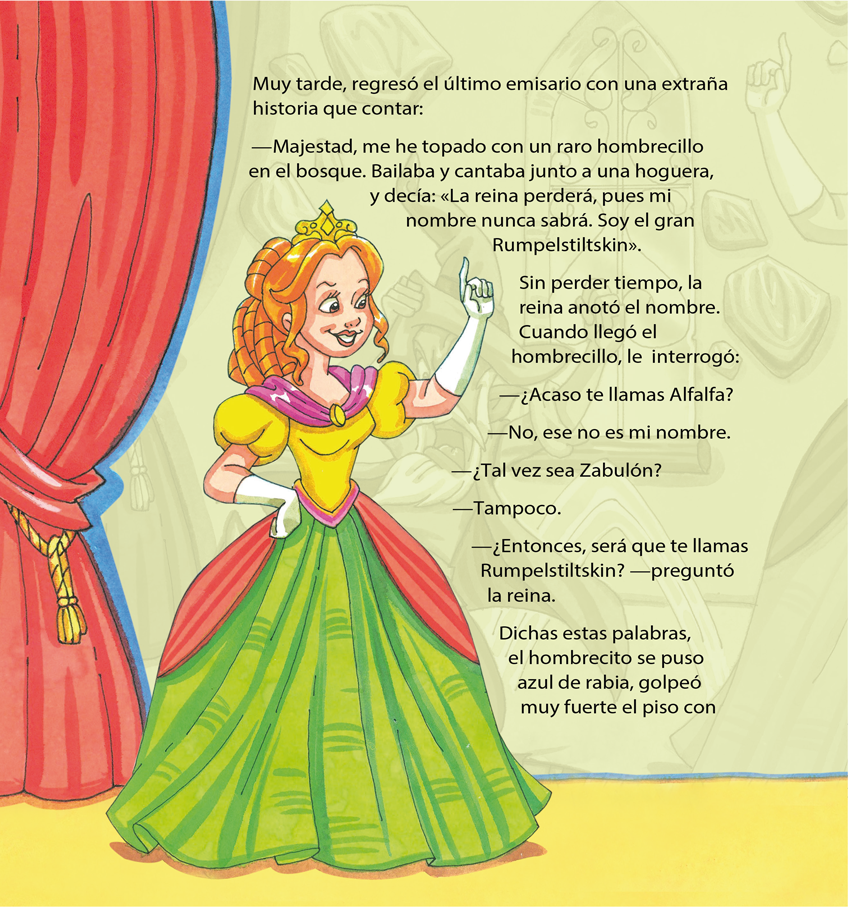 Muy tarde, regresó el último emisario con una extraña
historia que contar:
—Majestad, me he topado con un raro hombrecillo
en el bosque. Bailaba y cantaba junto a una hoguera,
y decía: «La reina perderá, pues mi
nombre nunca sabrá. Soy el gran
Rumpelstiltskin».
Sin perder tiempo, la
reina anotó el nombre.
Cuando llegó el
hombrecillo, le interrogó:
—¿Acaso te llamas Alfalfa?
—No, ese no es mi nombre.
—¿Tal vez sea Zabulón?
—Tampoco.
—¿Entonces, será que te llamas
Rumpelstiltskin? —preguntó
la reina.
Dichas estas palabras,
el hombrecito se puso
azul de rabia, golpeó
muy fuerte el piso con